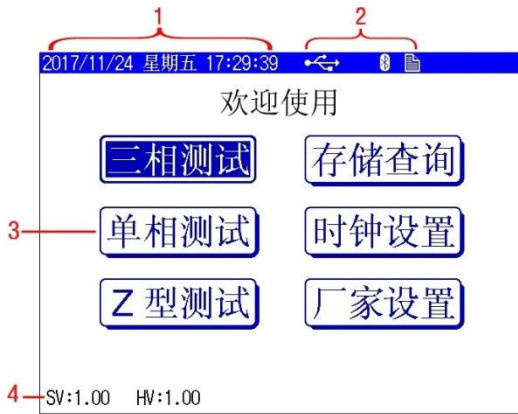 1 2
2017/11/24 星期五 17:29:39
欢迎使用
三相测试 存储查询
3 单相测试 时钟设置
Z 型测试 厂家设置
4 SV:1.00 HV:1.00